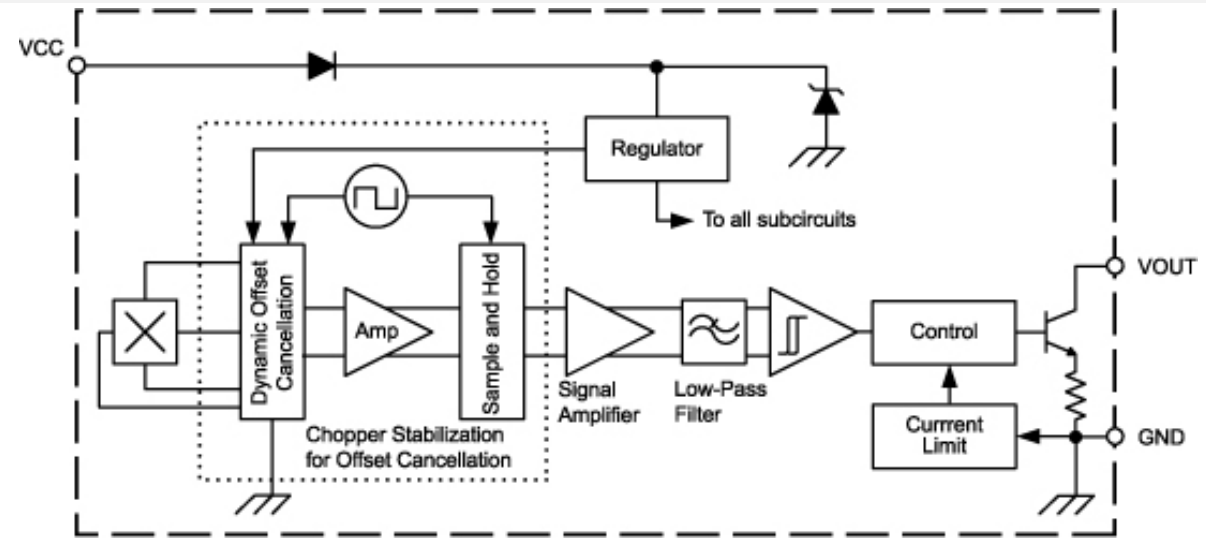 VCC
Regulator
To all subcircuits
Dynamic Offset
Cancellation
Amp
Sample and Hold
Chopper Stabilization
for Offset Cancellation
Signal
Amplifier
Low-Pass
Filter
Control
Currrent
Limit
VOUT
GND